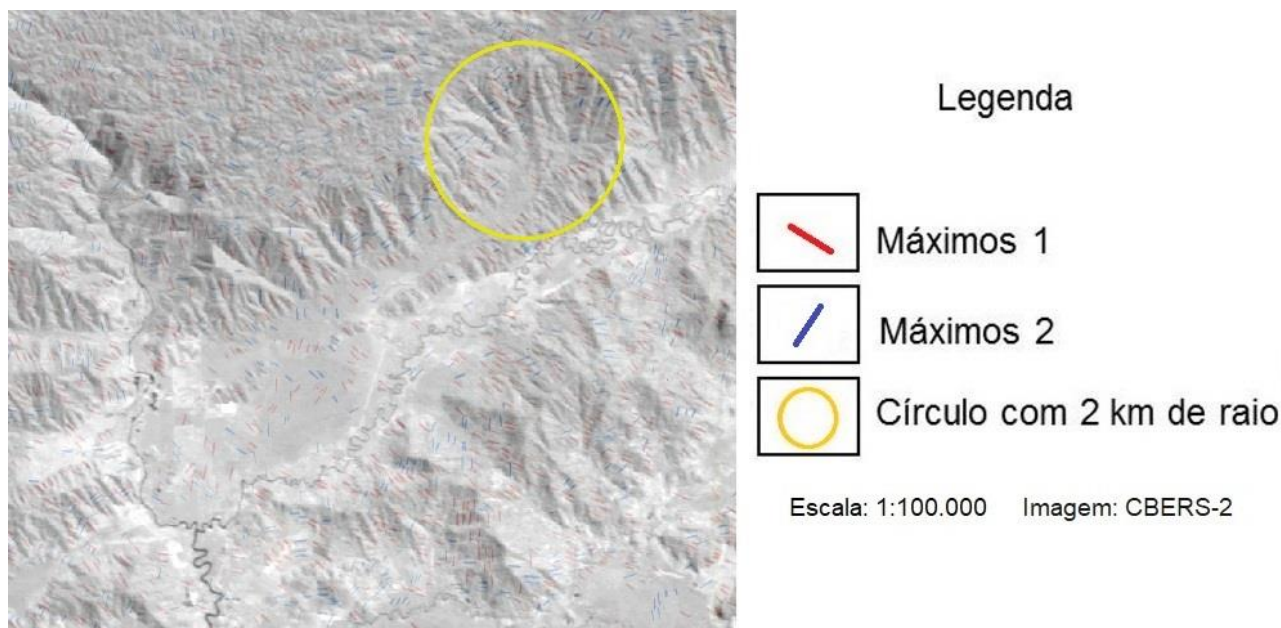 Legenda
Máximos 1
Máximos 2
Círculo com 2 km de raio
Escala: 1:100.000 Imagem: CBERS-2